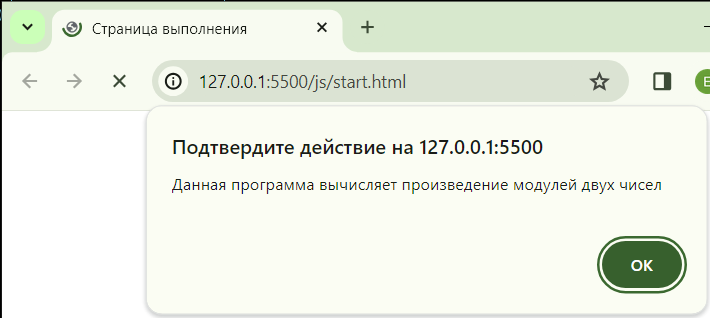 Страница выполнения
127.0.0.1:5500/js/start.html
Подтвердите действие на 127.0.0.1:5500
Данная программа вычисляет произведение модулей двух чисел
ОК